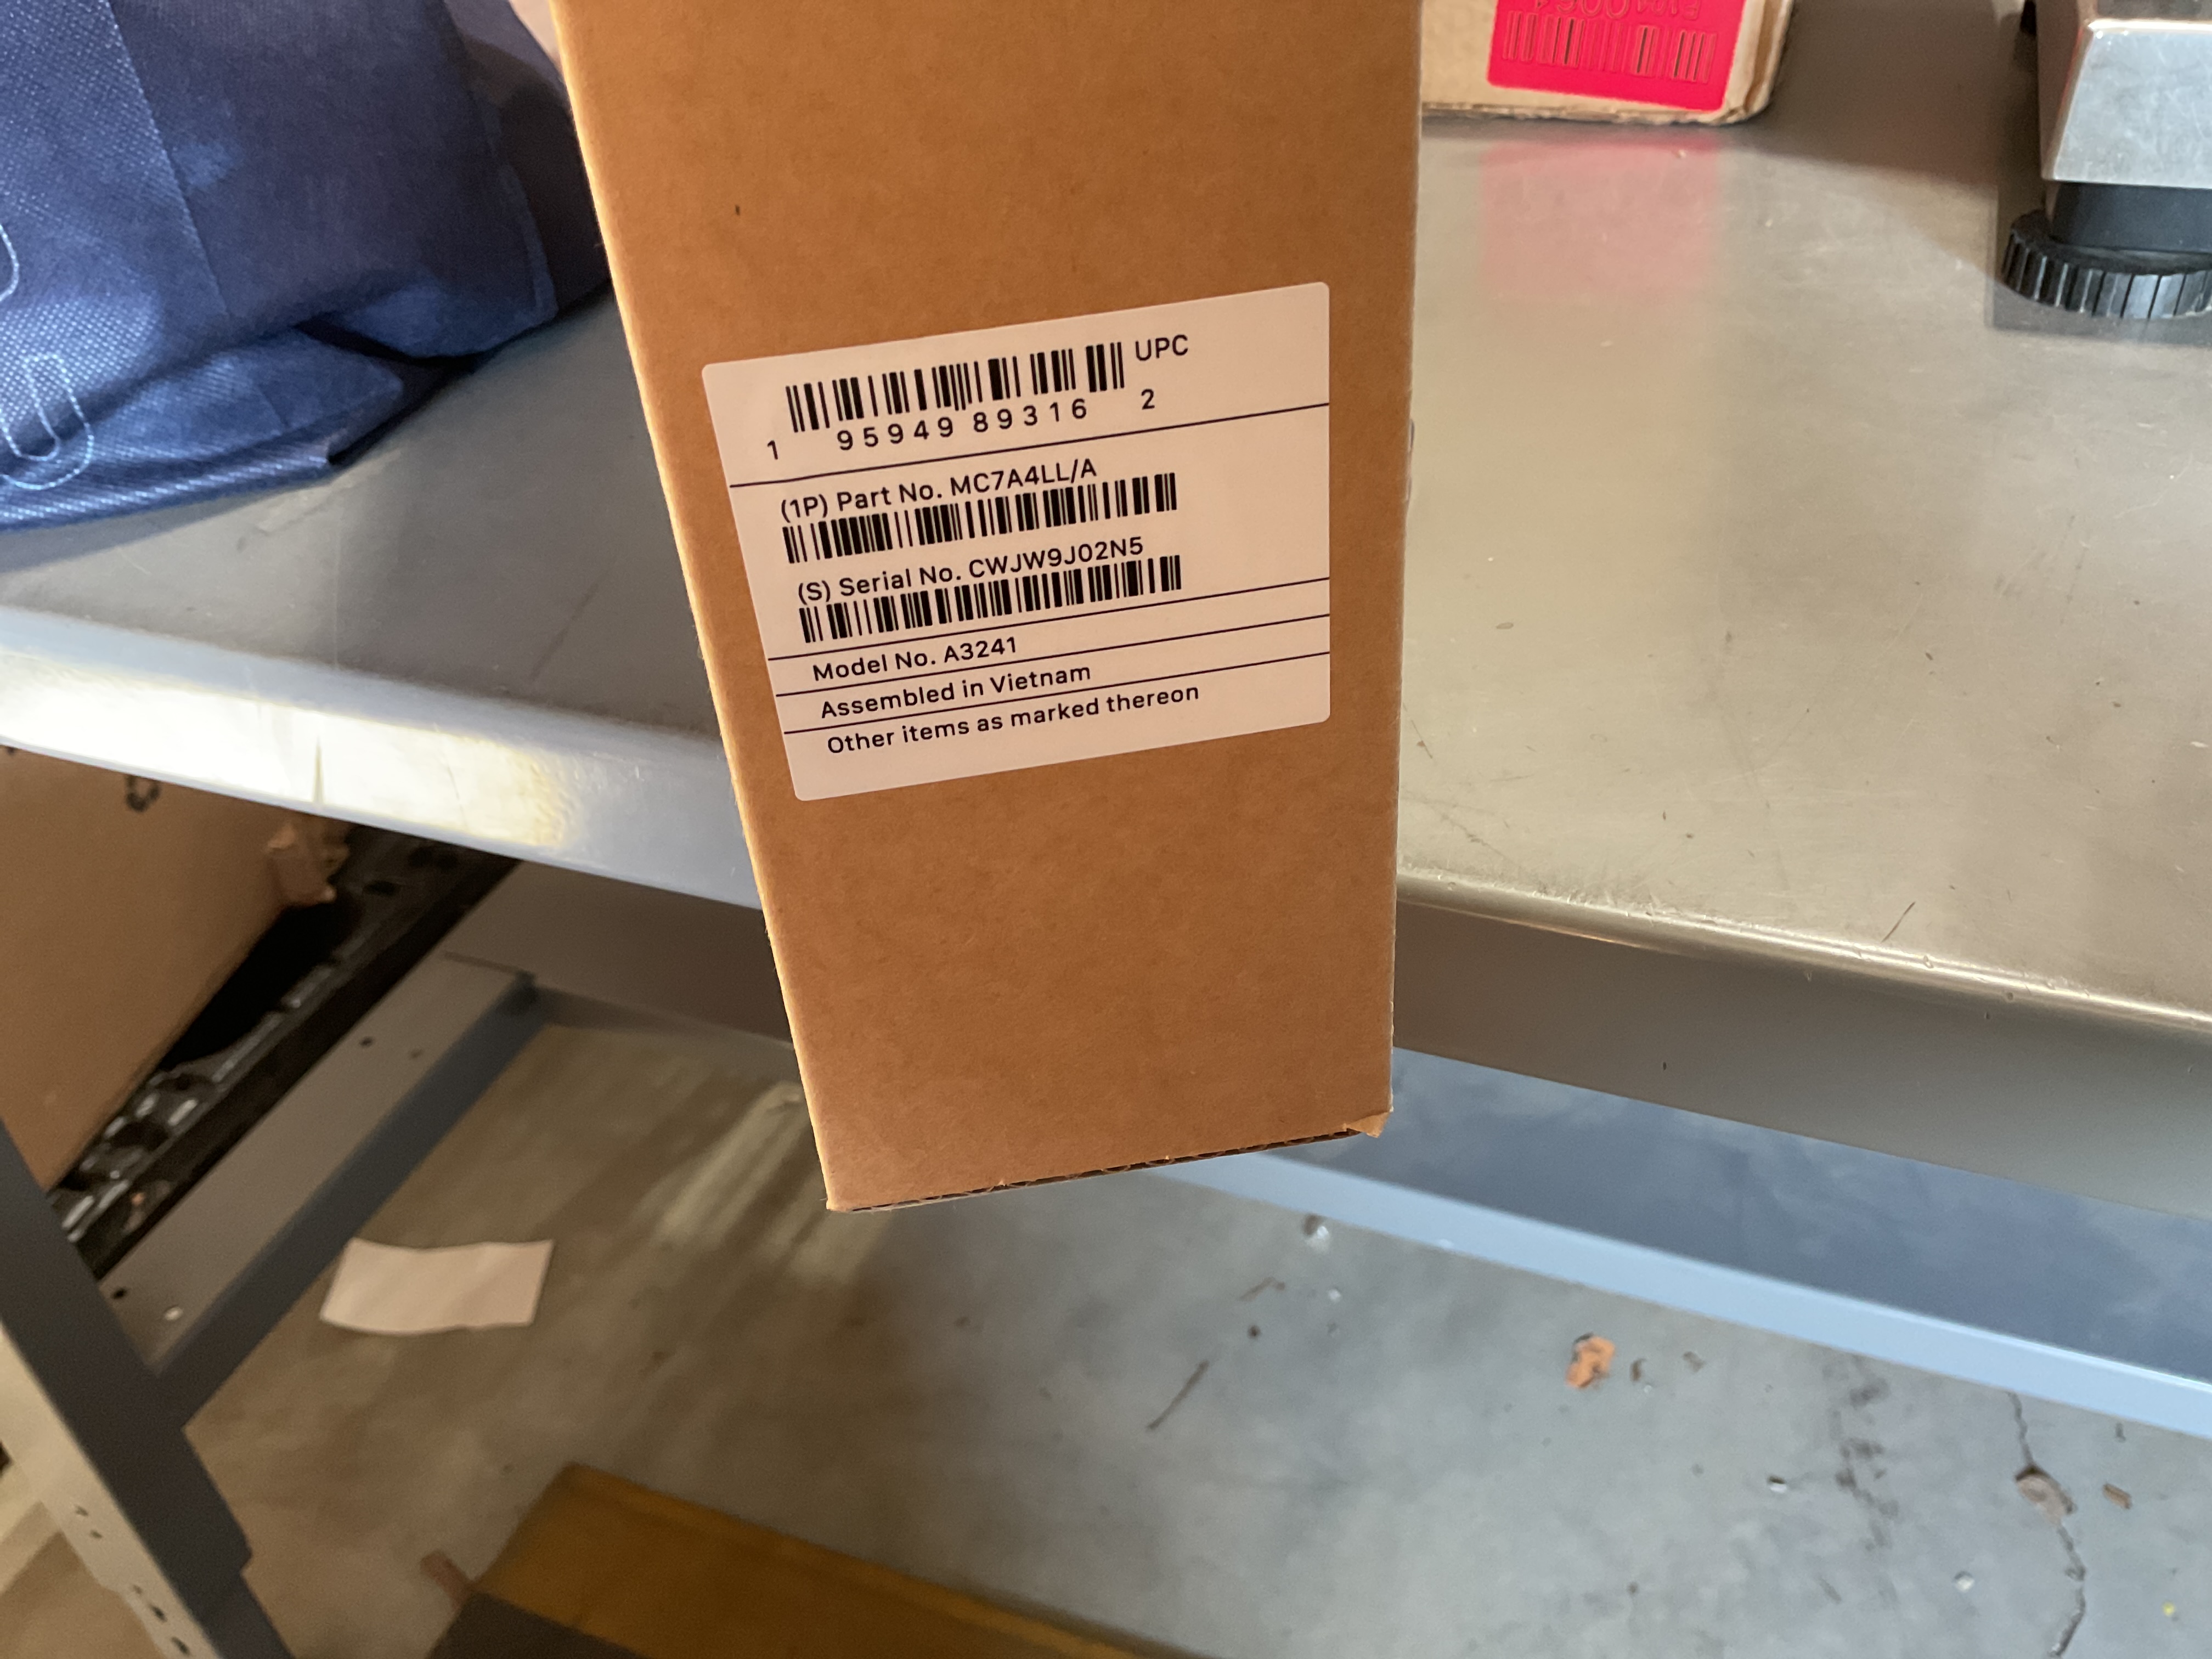 UPC
1 95949 89316 2
(1P) Part No. MC7A4LL/A
(S) Serial No. CWJW9J02N5
Model No. A3241
Assembled in Vietnam
Other items as marked thereon